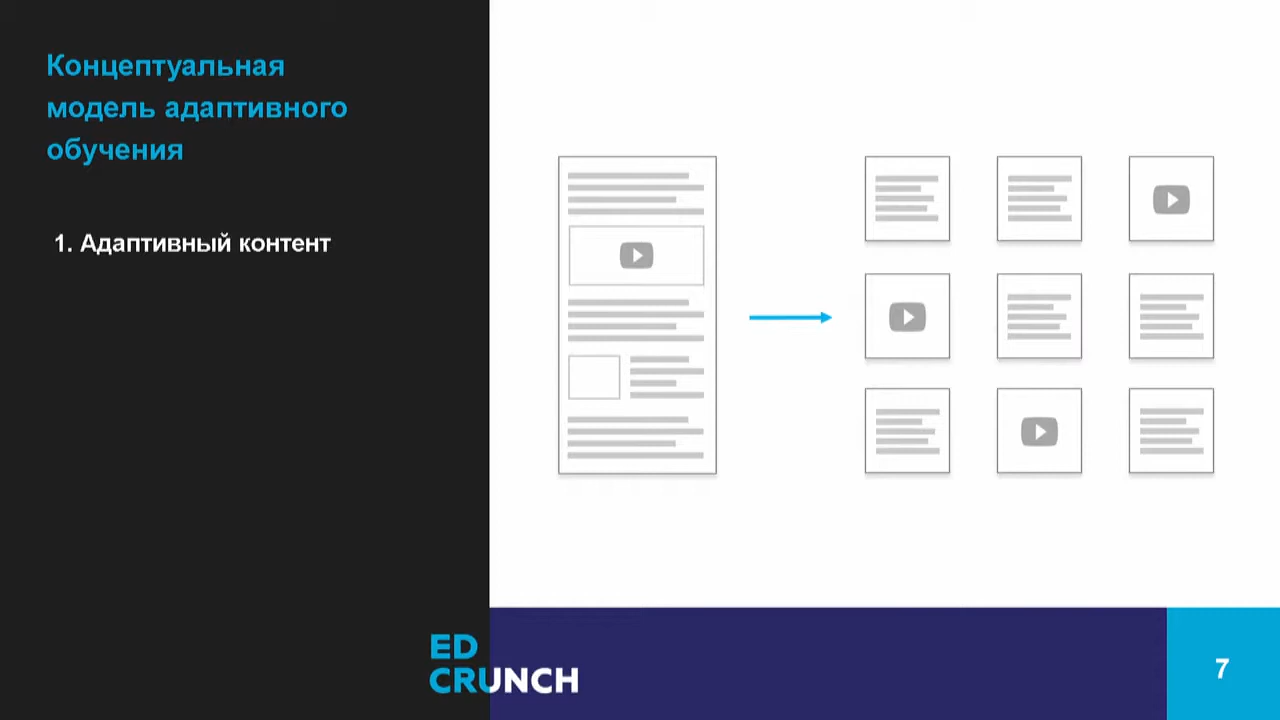 Концептуальная
модель адаптивного
обучения
1. Адаптивный контент
ED
CRUNCH
7